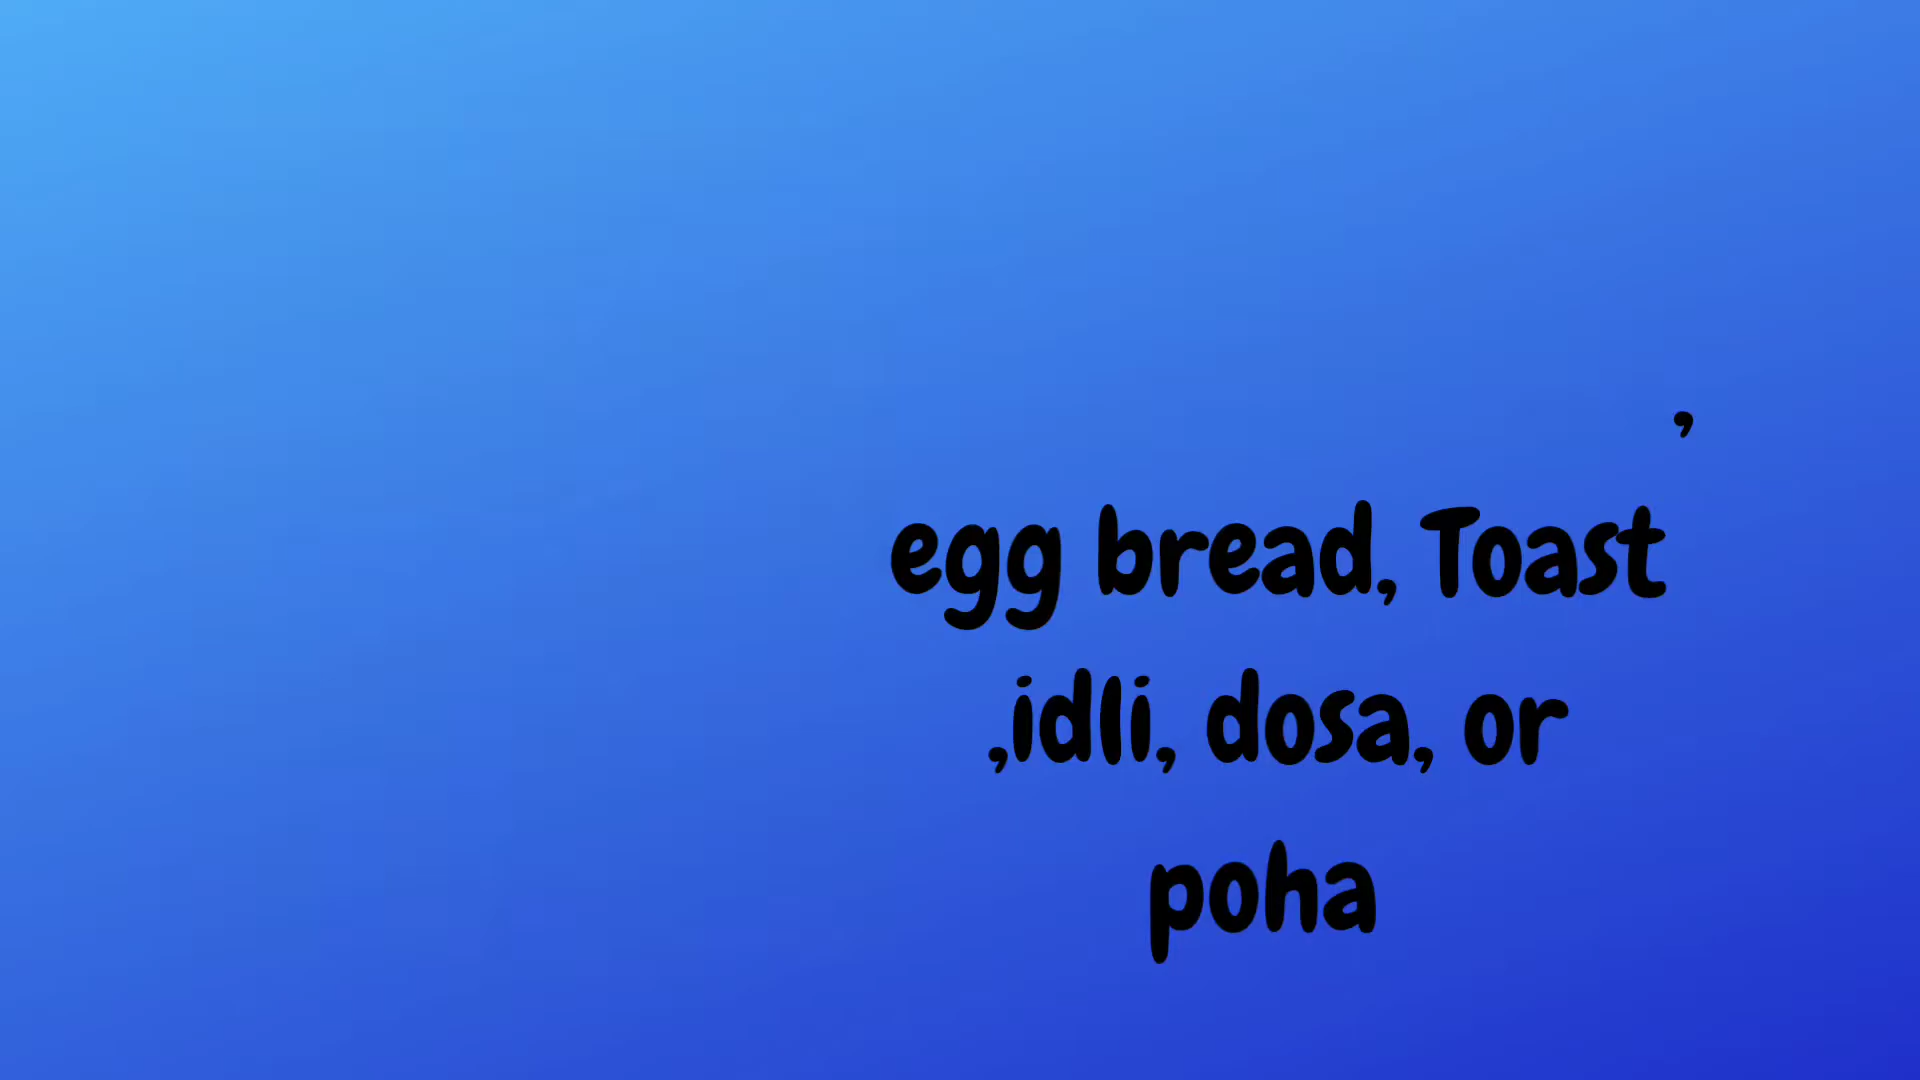 ,
egg bread, Toast
,idli, dosa, or
poha